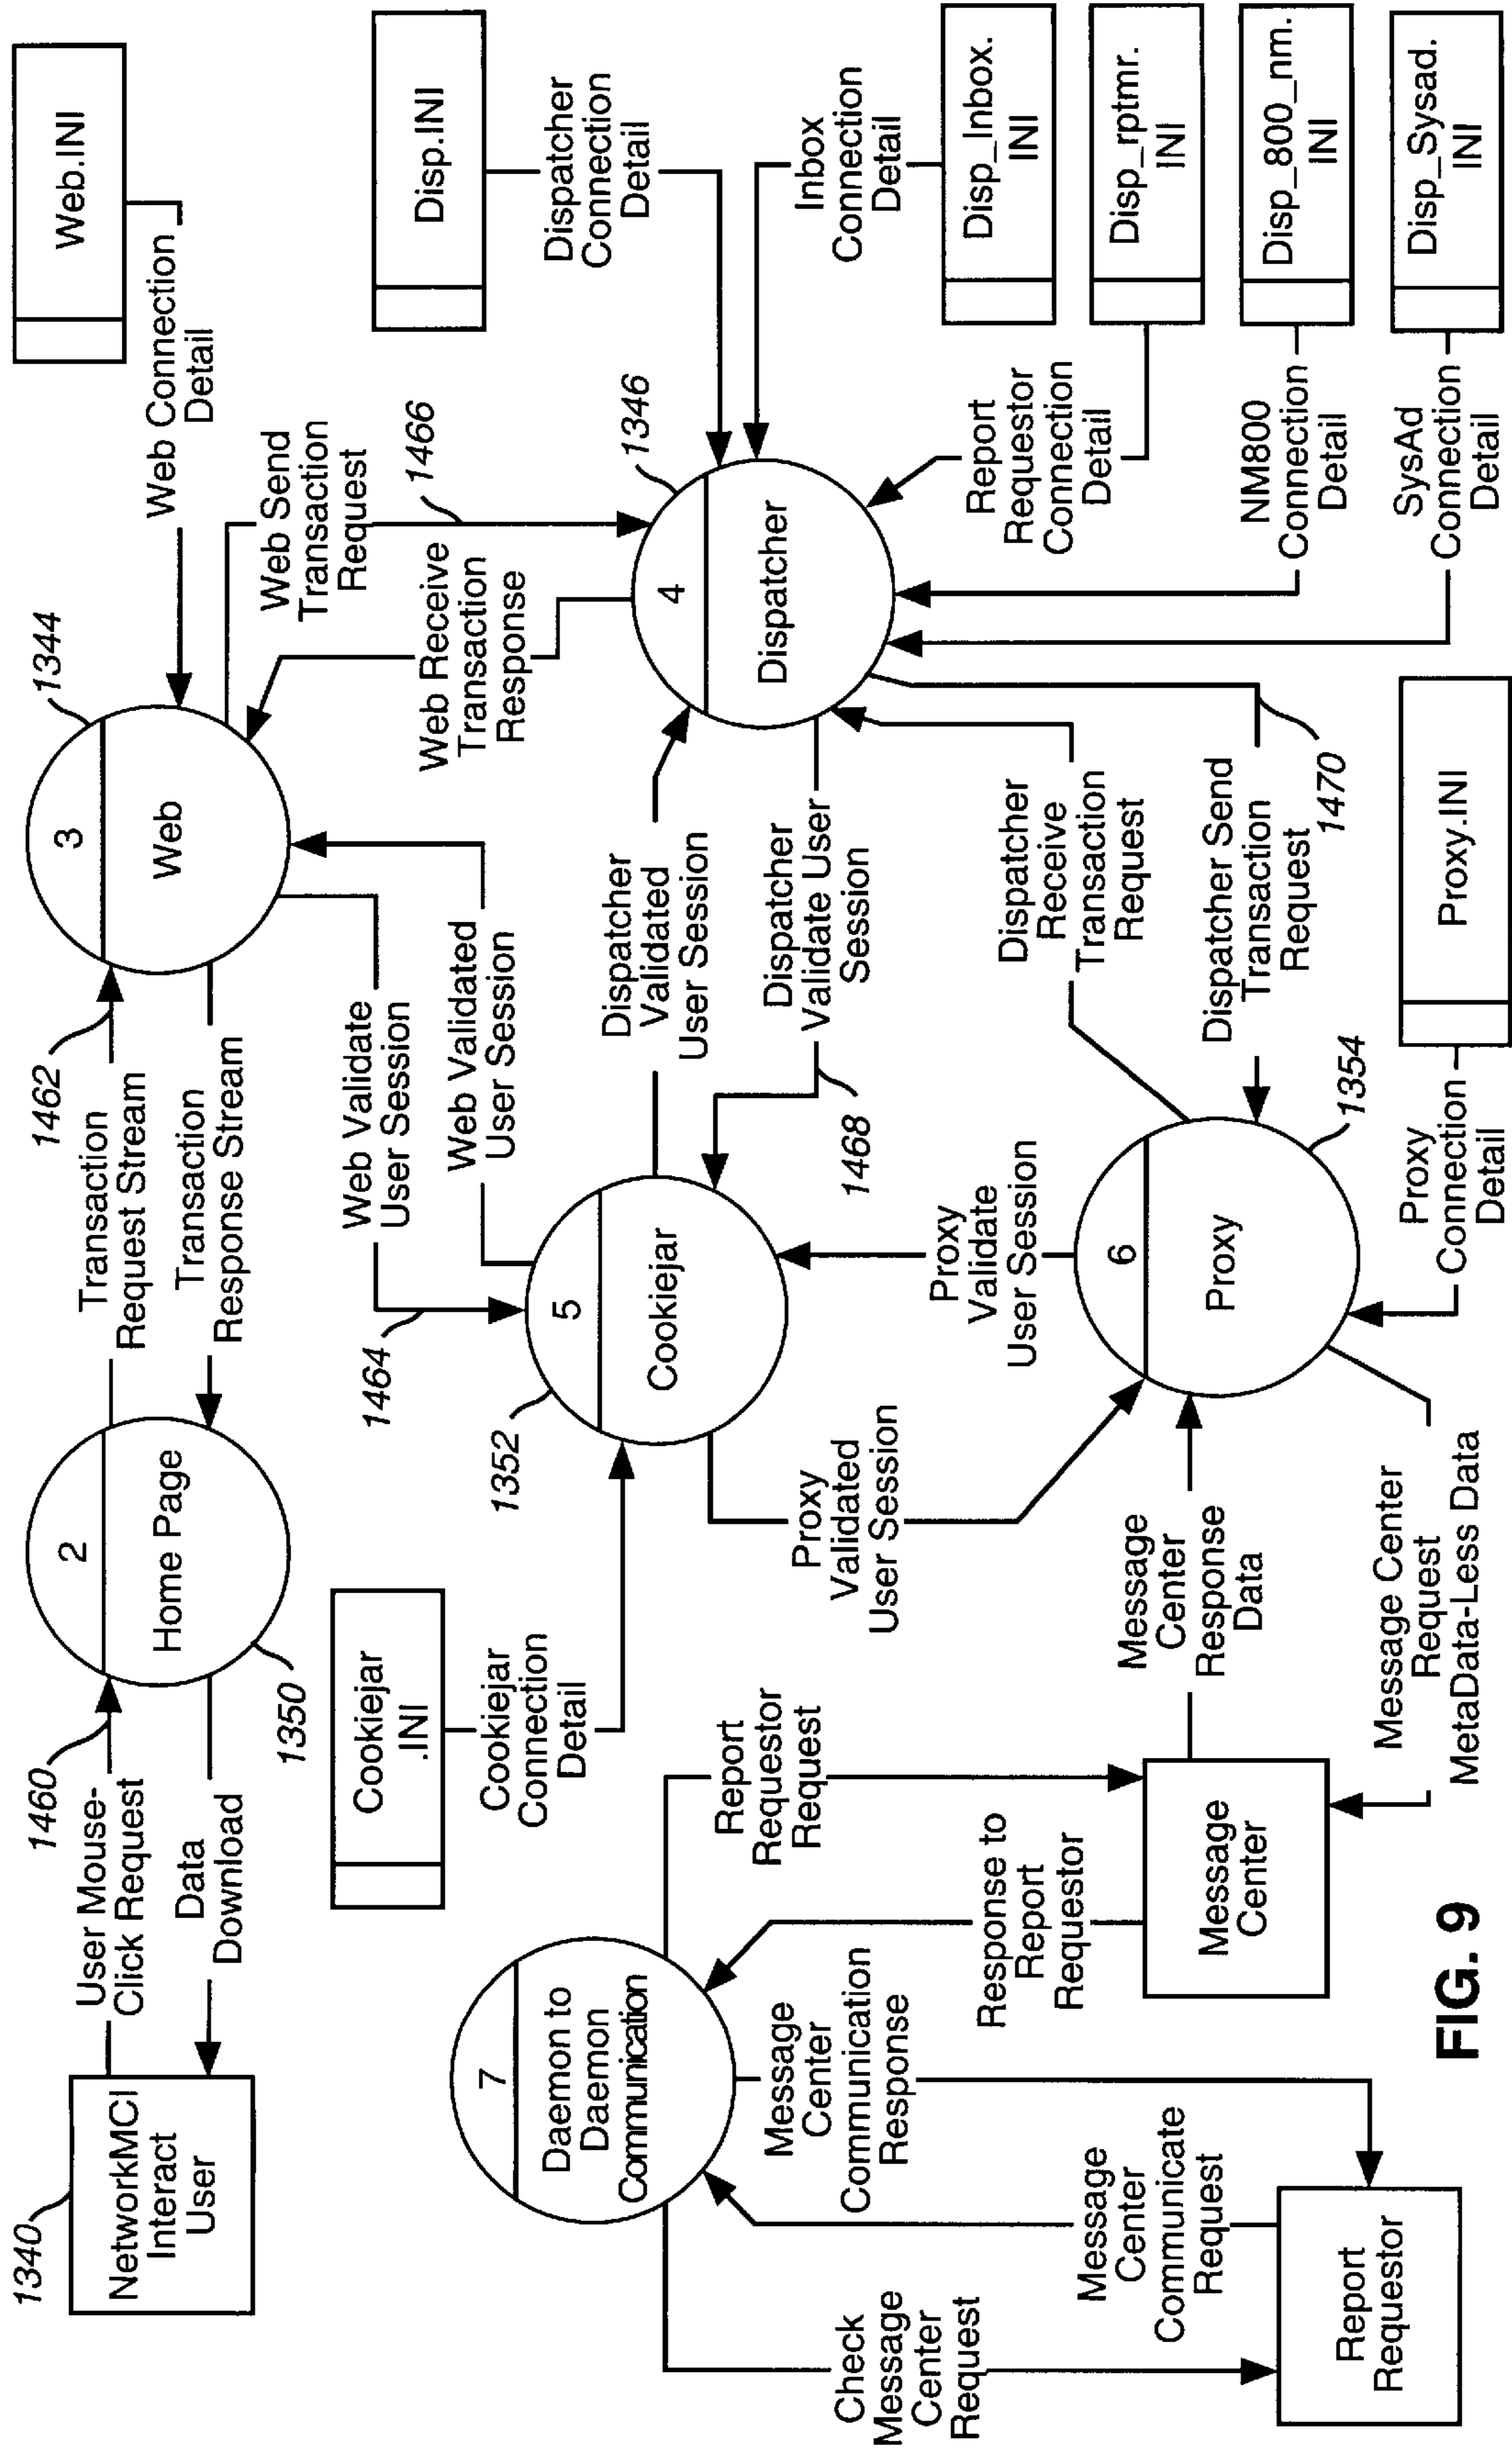 1340
NetworkMCI
Interact
User
User Mouse-
Click Request
1460
Data
Download
2
Home Page
1350
Transaction
Request Stream
1462
Transaction
Response Stream
3
Web
1344
Web Connection
Detail
Web.INI
Web Validate
User Session
1464
Web Validated
User Session
Web Send
Transaction
Request
1466
Web Receive
Transaction
Response
Disp.INI
Dispatcher
Connection
Detail
Cookiejar
.INI
Cookiejar
Connection
Detail
1352
5
Cookiejar
Dispatcher
Validated
User Session
Dispatcher
Validate User
Session
1468
4
Dispatcher
1346
Inbox
Connection
Detail
Disp_Inbox.
INI
Report
Requestor
Connection
Detail
Disp_rptmr.
INI
NM800
Connection
Detail
Disp_800_nm.
INI
SysAd
Connection
Detail
Disp_Sysad.
INI
7
Daemon to
Daemon
Communication
Report
Requestor
Request
Response to
Report
Requestor
Message
Center
Communication
Response
Message
Center
Communicate
Request
Check
Message
Center
Request
Report
Requestor
Message
Center
Proxy
Validated
User Session
Proxy
Validate
User Session
Message
Center
Response
Data
Message Center
Request
MetaData-Less Data
6
Proxy
1354
Dispatcher
Receive
Transaction
Request
Dispatcher Send
Transaction
Request
1470
Proxy
Connection
Detail
Proxy.INI
FIG. 9